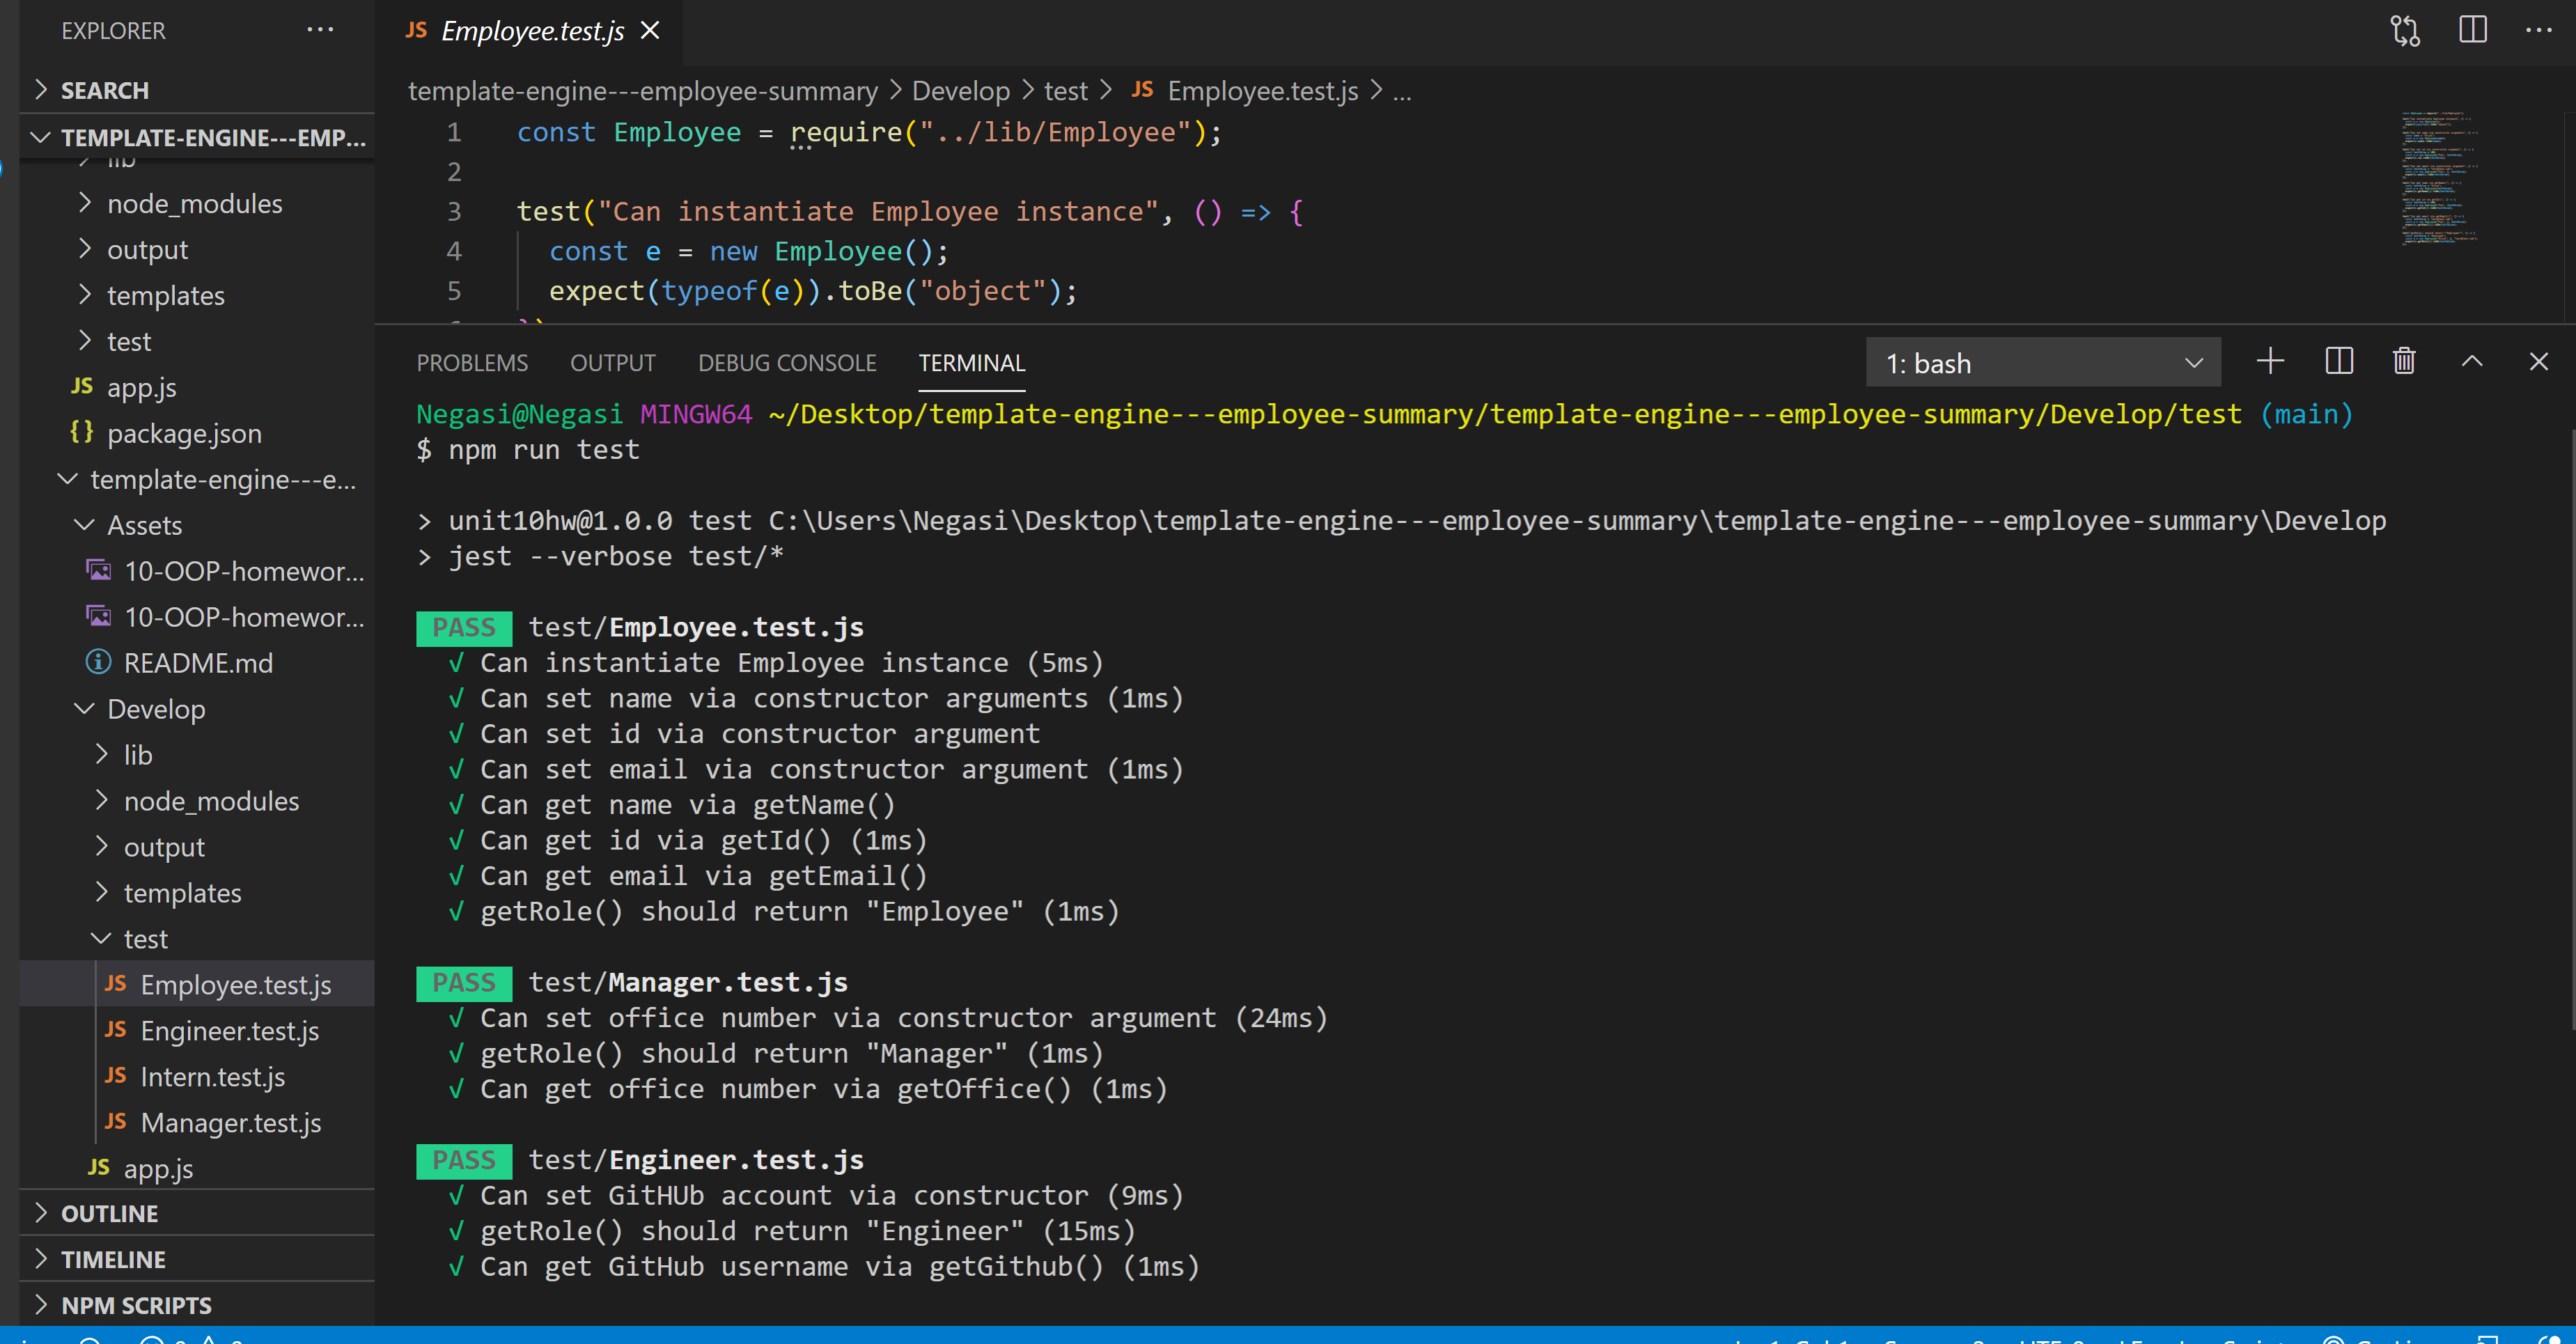 EXPLORER
SEARCH
TEMPLATE-ENGINE---EMP...
lib
node_modules
output
templates
test
JS app.js
{} package.json
template-engine---e...
Assets
10-OOP-homewor...
10-OOP-homewor...
README.md
Develop
lib
node_modules
output
templates
test
JS Employee.test.js
JS Engineer.test.js
JS Intern.test.js
JS Manager.test.js
JS app.js
OUTLINE
TIMELINE
NPM SCRIPTS
JS Employee.test.js
template-engine---employee-summary > Develop > test > JS Employee.test.js > ...
1 const Employee = require("../lib/Employee");
2
3 test("Can instantiate Employee instance", () => {
4 const e = new Employee();
5 expect(typeof(e)).toBe("object");
PROBLEMS OUTPUT DEBUG CONSOLE TERMINAL 1: bash
Negasi@Negasi MINGW64 ~/Desktop/template-engine---employee-summary/template-engine---employee-summary/Develop/test (main)
$ npm run test
> unit10hw@1.0.0 test C:\Users\Negasi\Desktop\template-engine---employee-summary\template-engine---employee-summary\Develop
> jest --verbose test/*
PASS test/Employee.test.js
√ Can instantiate Employee instance (5ms)
√ Can set name via constructor arguments (1ms)
√ Can set id via constructor argument
√ Can set email via constructor argument (1ms)
√ Can get name via getName()
√ Can get id via getId() (1ms)
√ Can get email via getEmail()
√ getRole() should return "Employee" (1ms)
PASS test/Manager.test.js
√ Can set office number via constructor argument (24ms)
√ getRole() should return "Manager" (1ms)
√ Can get office number via getOffice() (1ms)
PASS test/Engineer.test.js
√ Can set GitHUb account via constructor (9ms)
√ getRole() should return "Engineer" (15ms)
√ Can get GitHub username via getGithub() (1ms)